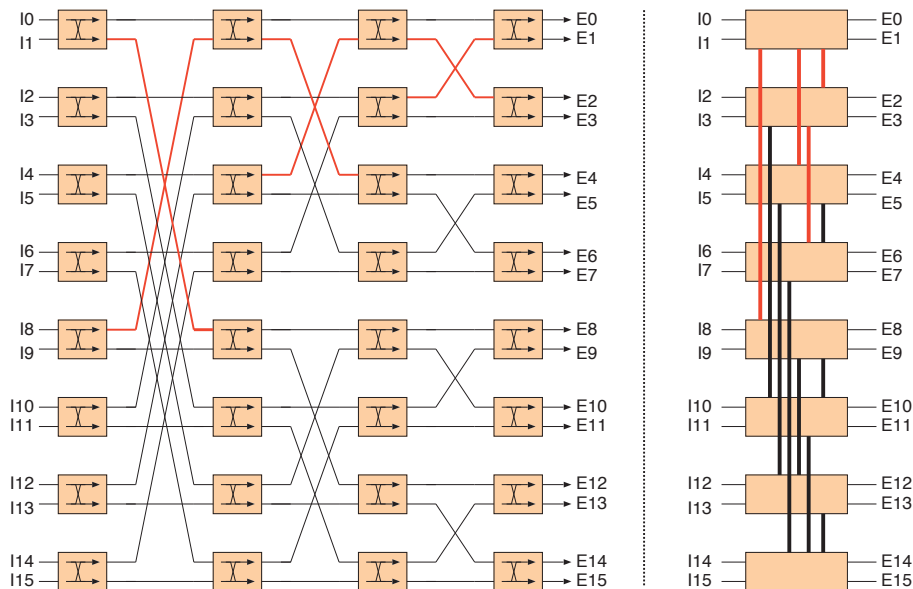 I0 E0 I0 E0
I1 E1 I1 E1
I2 E2 I2 E2
I3 E3 I3 E3
I4 E4 I4 E4
I5 E5 I5 E5
I6 E6 I6 E6
I7 E7 I7 E7
I8 E8 I8 E8
I9 E9 I9 E9
I10 E10 I10 E10
I11 E11 I11 E11
I12 E12 I12 E12
I13 E13 I13 E13
I14 E14 I14 E14
I15 E15 I15 E15